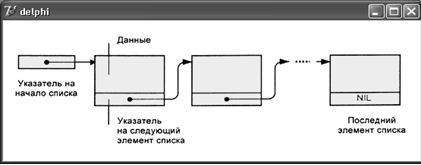 delphi
Данные
Указатель на
начало списка
Указатель
на следующий
элемент списка
NIL
Последний
элемент списка